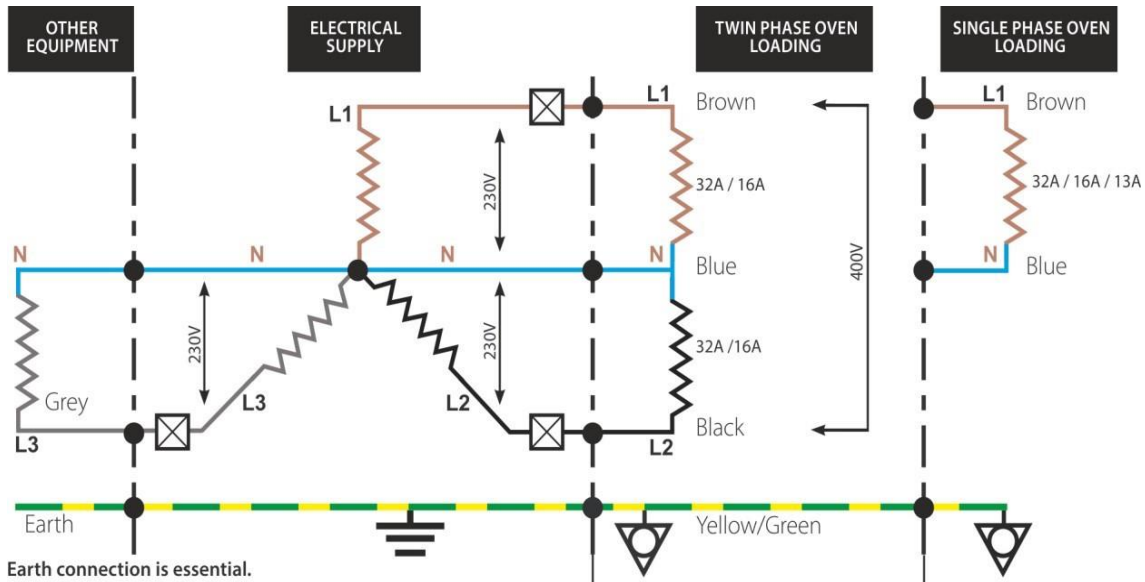 OTHER
EQUIPMENT
ELECTRICAL
SUPPLY
TWIN PHASE OVEN
LOADING
SINGLE PHASE OVEN
LOADING
L1
L1
Brown
L1
Brown
230V
32A / 16A
32A / 16A / 13A
N
N
N
N
Blue
400V
N
Blue
230V
230V
32A /16A
Grey
L3
L3
L2
L2
Black
Earth
Yellow/Green
Earth connection is essential.